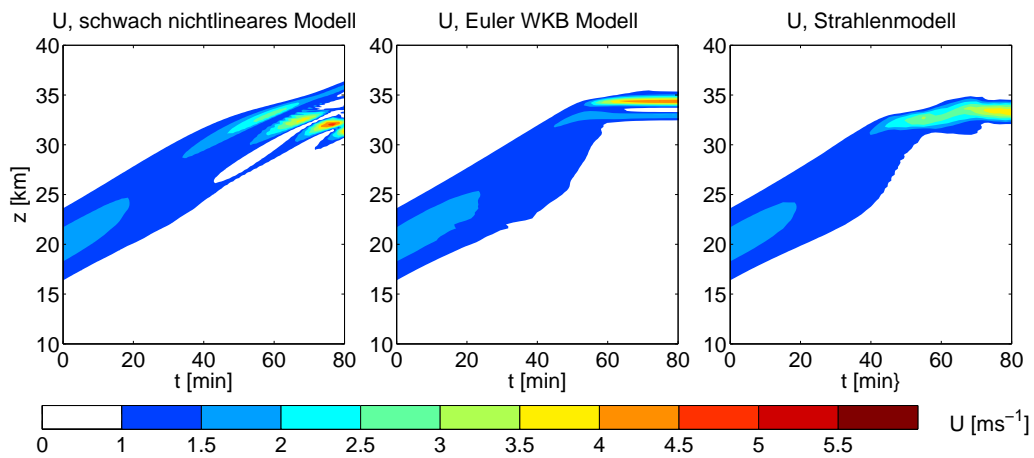 U, schwach nichtlineares Modell
U, Euler WKB Modell
U, Strahlenmodell
40
35
30
25
20
15
10
z [km]
0 20 40 60 80
t [min]
40
35
30
25
20
15
10
0 20 40 60 80
t [min]
40
35
30
25
20
15
10
0 20 40 60 80
t [min}
0 1 1.5 2 2.5 3 3.5 4 4.5 5 5.5
U [ms−1]